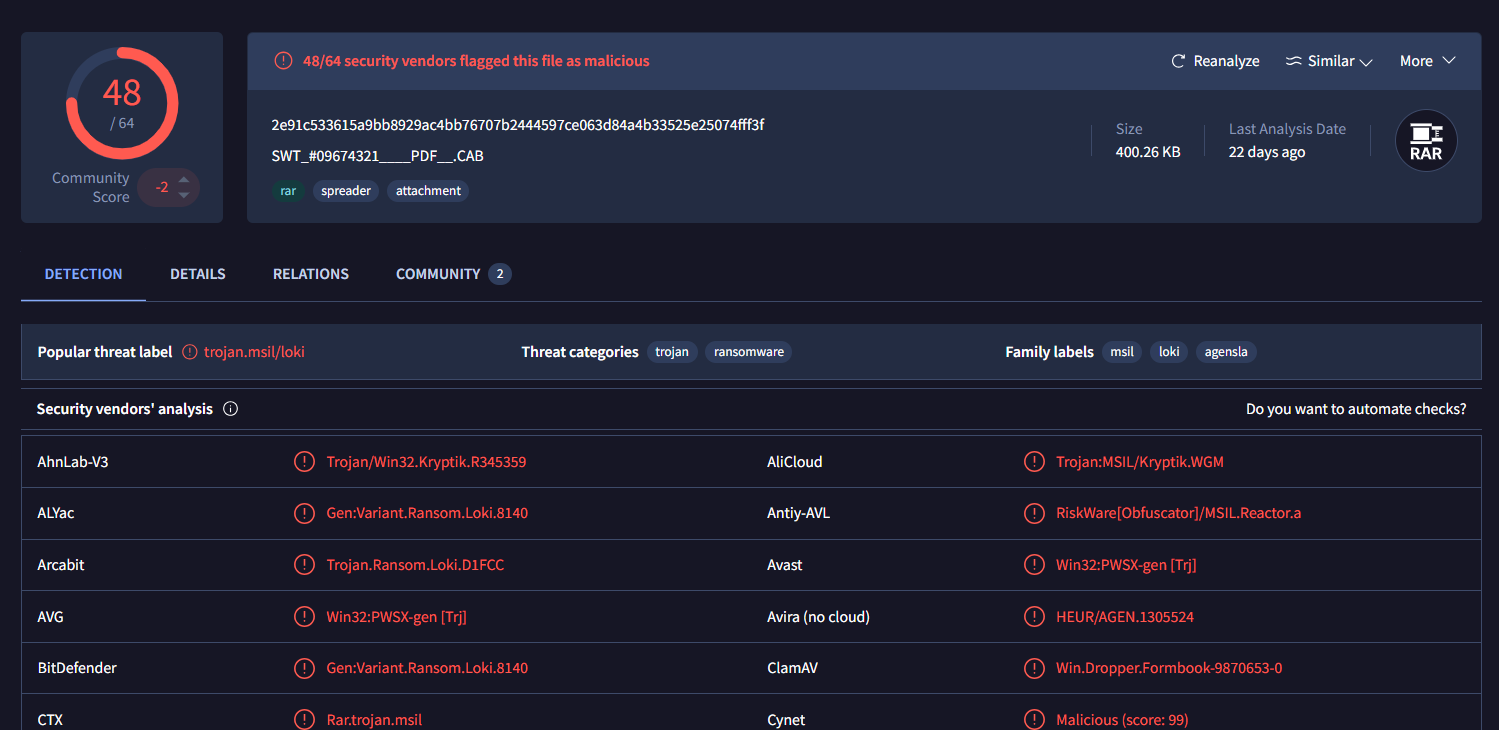 48
/ 64
Community Score -2
48/64 security vendors flagged this file as malicious
Reanalyze Similar More
2e91c533615a9bb8929ac4bb76707b2444597ce063d84a4b33525e25074fff3f
SWT_#09674321____PDF__.CAB
rar spreader attachment
Size
400.26 KB
Last Analysis Date
22 days ago
E
RAR
DETECTION DETAILS RELATIONS COMMUNITY 2
Popular threat label trojan.msil/loki Threat categories trojan ransomware Family labels msil loki agensla
Security vendors' analysis Do you want to automate checks?
AhnLab-V3 Trojan/Win32.Kryptik.R345359 AliCloud Trojan:MSIL/Kryptik.WGM
ALYac Gen:Variant.Ransom.Loki.8140 Antiy-AVL RiskWare[Obfuscator]/MSIL.Reactor.a
Arcabit Trojan.Ransom.Loki.D1FCC Avast Win32:PWSX-gen [Trj]
AVG Win32:PWSX-gen [Trj] Avira (no cloud) HEUR/AGEN.1305524
BitDefender Gen:Variant.Ransom.Loki.8140 ClamAV Win.Dropper.Formbook-9870653-0
CTX Rar.trojan.msil Cynet Malicious (score: 99)